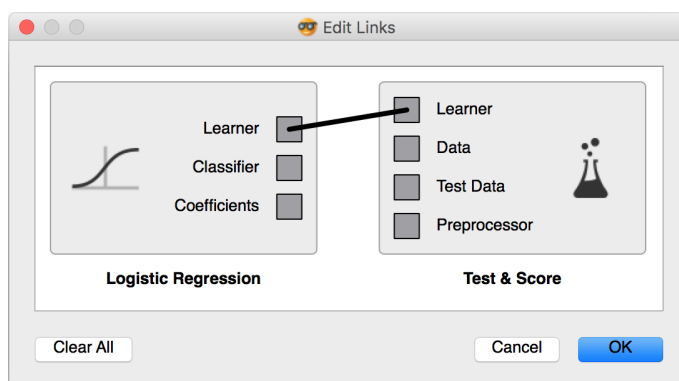 Edit Links
Learner
Classifier
Coefficients
Logistic Regression
Learner
Data
Test Data
Preprocessor
Test & Score
Clear All
Cancel
OK